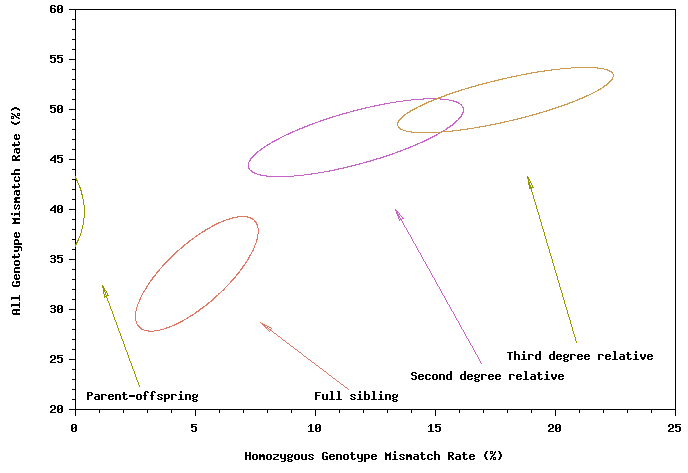 60
55
50
45
40
35
30
25
20
All Genotype Mismatch Rate (%)
Third degree relative
Second degree relative
Parent-offspring
Full sibling
0 5 10 15 20 25
Homozygous Genotype Mismatch Rate (%)